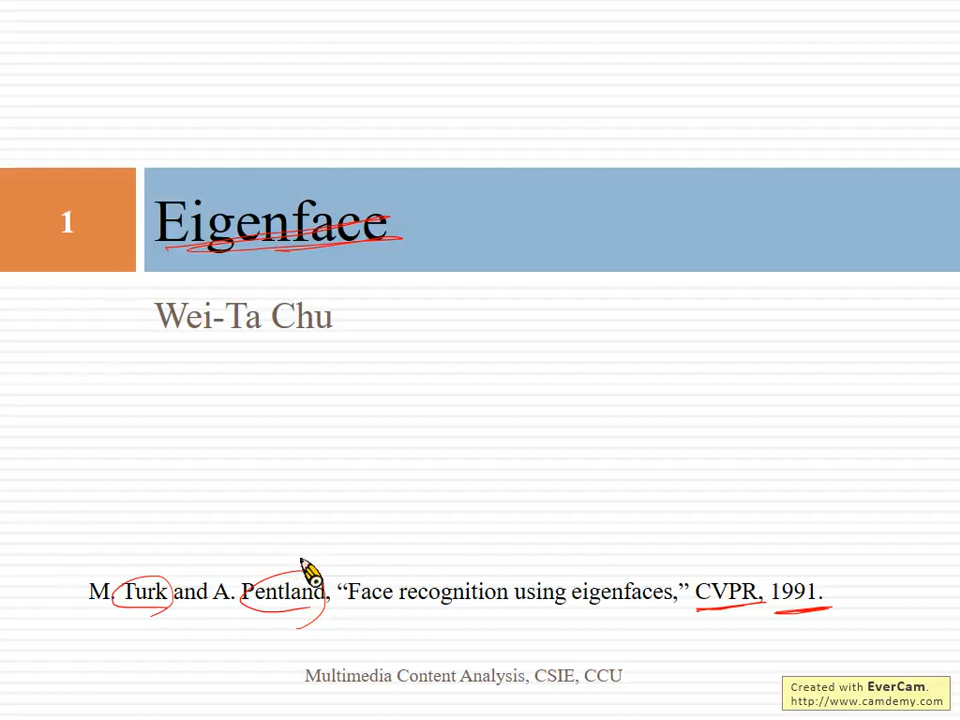 1
Eigenface
Wei-Ta Chu
M. Turk and A. Pentland, “Face recognition using eigenfaces,” CVPR, 1991.
Multimedia Content Analysis, CSIE, CCU
Created with EverCam.
http://www.camdemy.com